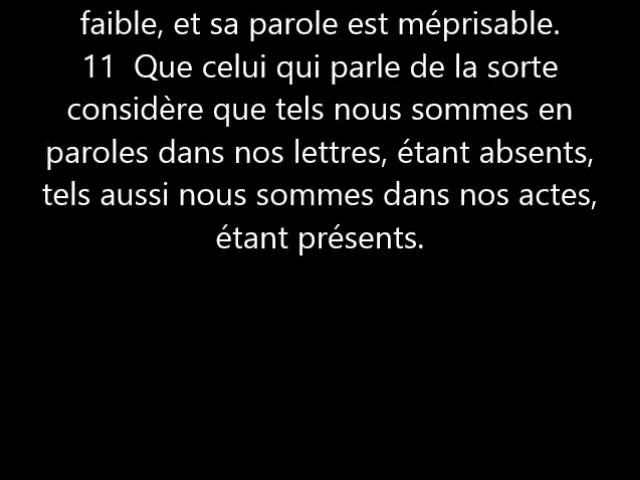 faible, et sa parole est méprisable.
11  Que celui qui parle de la sorte
considère que tels nous sommes en
paroles dans nos lettres, étant absents,
tels aussi nous sommes dans nos actes,
étant présents.